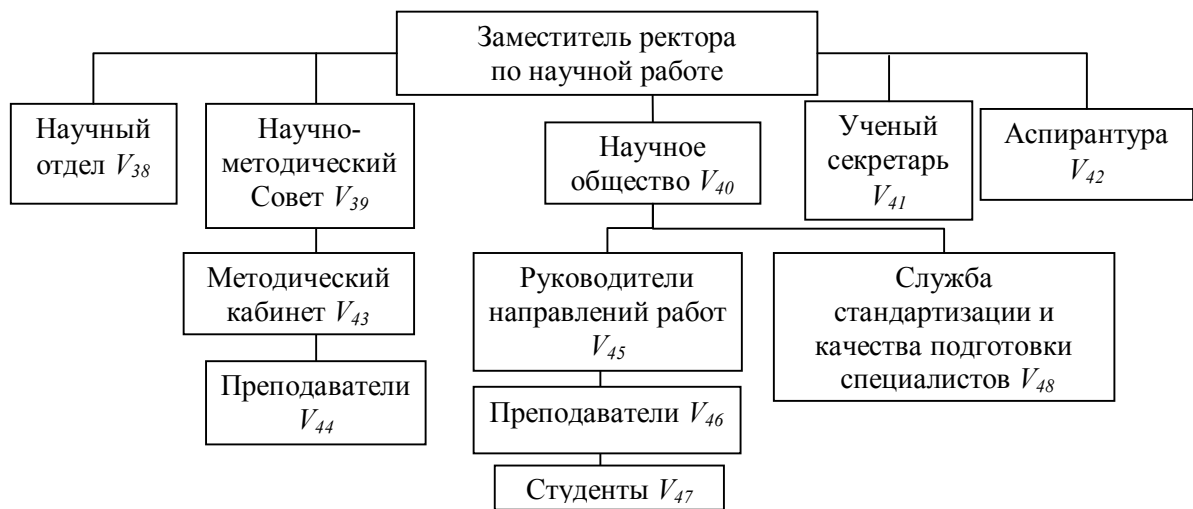 Заместитель ректора
по научной работе
Научный
отдел V38
Научно-
методический
Совет V39
Научное
общество V40
Ученый
секретарь
V41
Аспирантура
V42
Методический
кабинет V43
Руководители
направлений работ
V45
Служба
стандартизации и
качества подготовки
специалистов V48
Преподаватели
V44
Преподаватели V46
Студенты V47